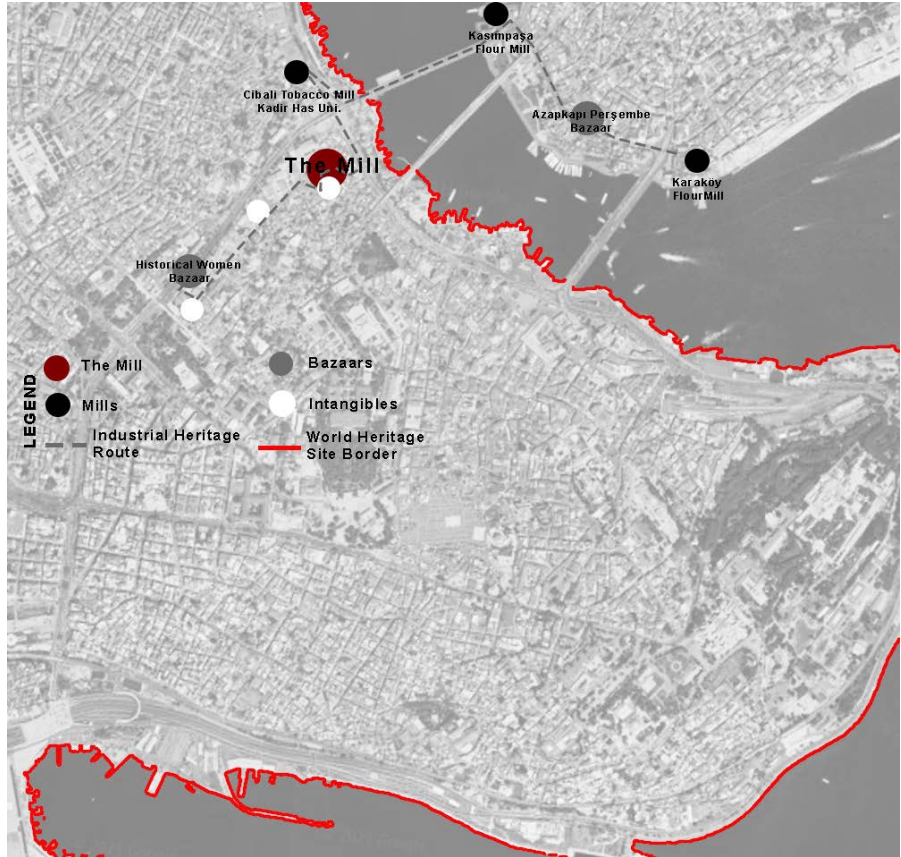 Kasımpaşa
Flour Mill
Cibali Tobacco Mill
Kadir Has Uni.
Azapkapı Perşembe
Bazaar
The Mill
Karaköy
FlourMill
Historical Women
Bazaar
LEGEND
The Mill
Mills
Industrial Heritage
Route
Bazaars
Intangibles
World Heritage
Site Border